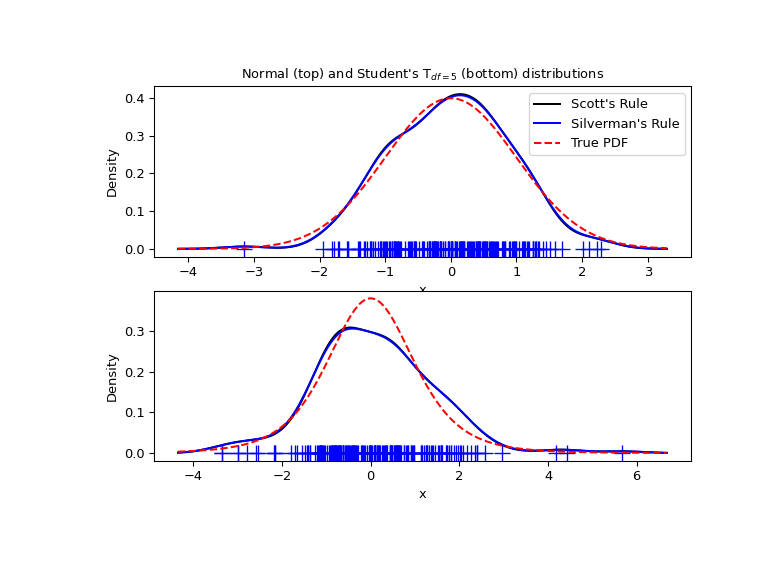 Normal (top) and Student's T_{df=5} (bottom) distributions
Density
0.4
0.3
0.2
0.1
0.0
Scott's Rule
Silverman's Rule
True PDF
−4 −3 −2 −1 0 1 2 3
x
Density
0.3
0.2
0.1
0.0
−4 −2 0 2 4 6
x